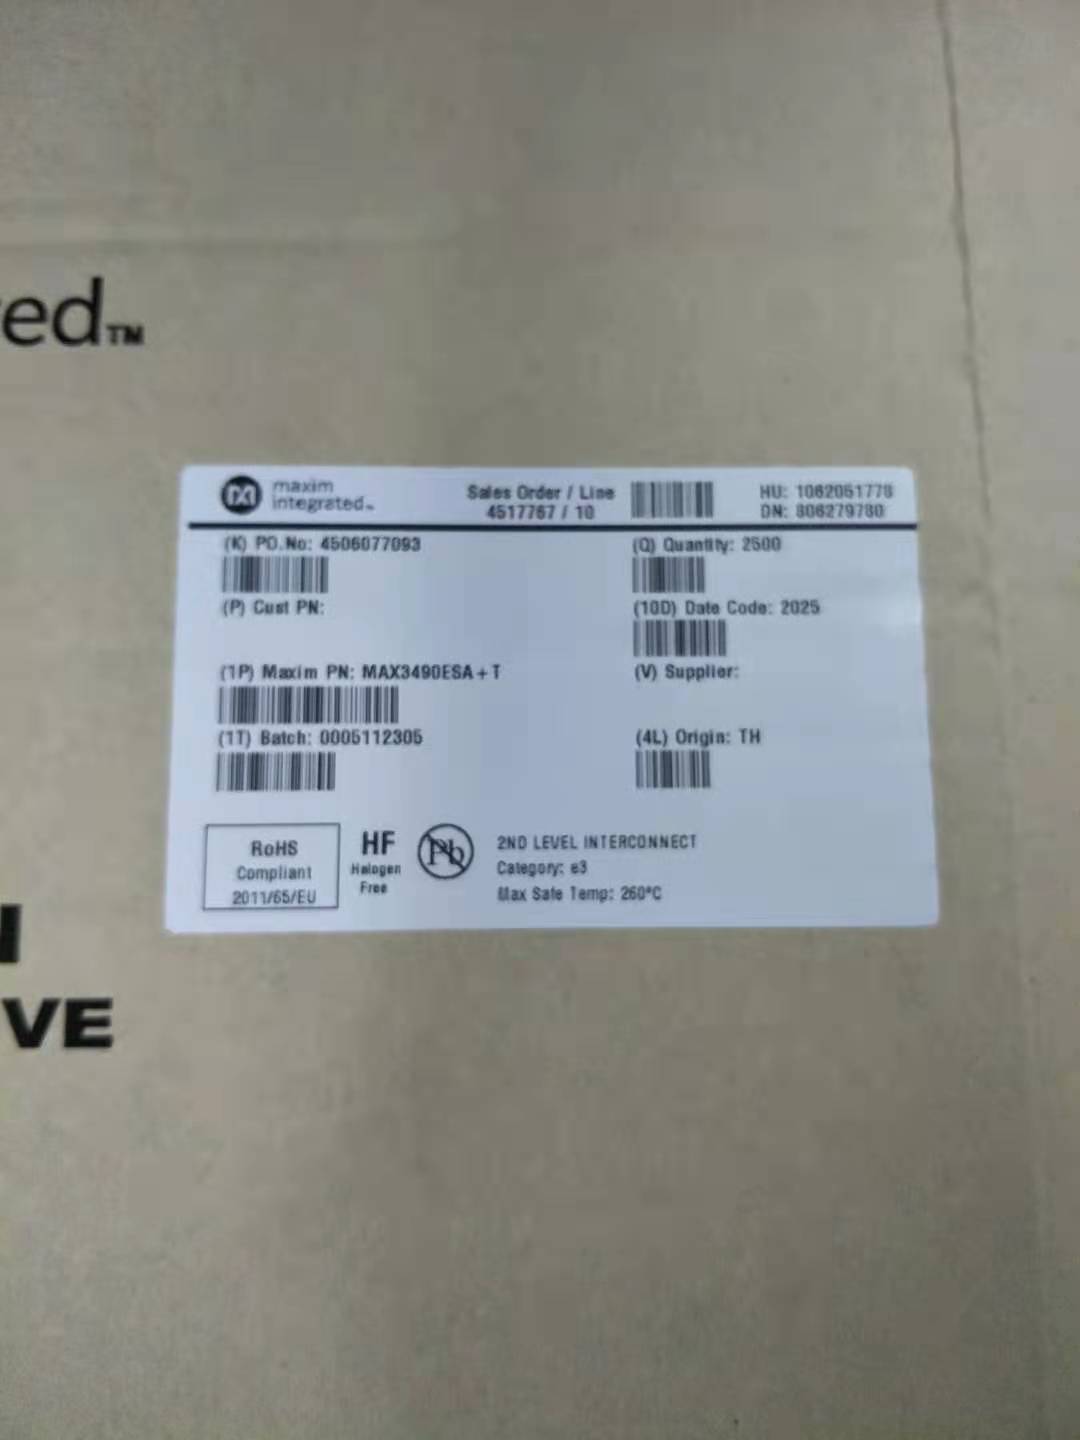 ed™
maxim
integrated™
Sales Order / Line
4517767 / 10
HU: 1062051778
DN: 806279780
(K) PO.No: 4506077093
(Q) Quantity: 2500
(P) Cust PN:
(10D) Date Code: 2025
(1P) Maxim PN: MAX3490ESA+T
(V) Supplier:
(1T) Batch: 0005112305
(4L) Origin: TH
RoHS
Compliant
2011/65/EU
HF
Halogen
Free
Pb
2ND LEVEL INTERCONNECT
Category: e3
Max Safe Temp: 260°C
VE